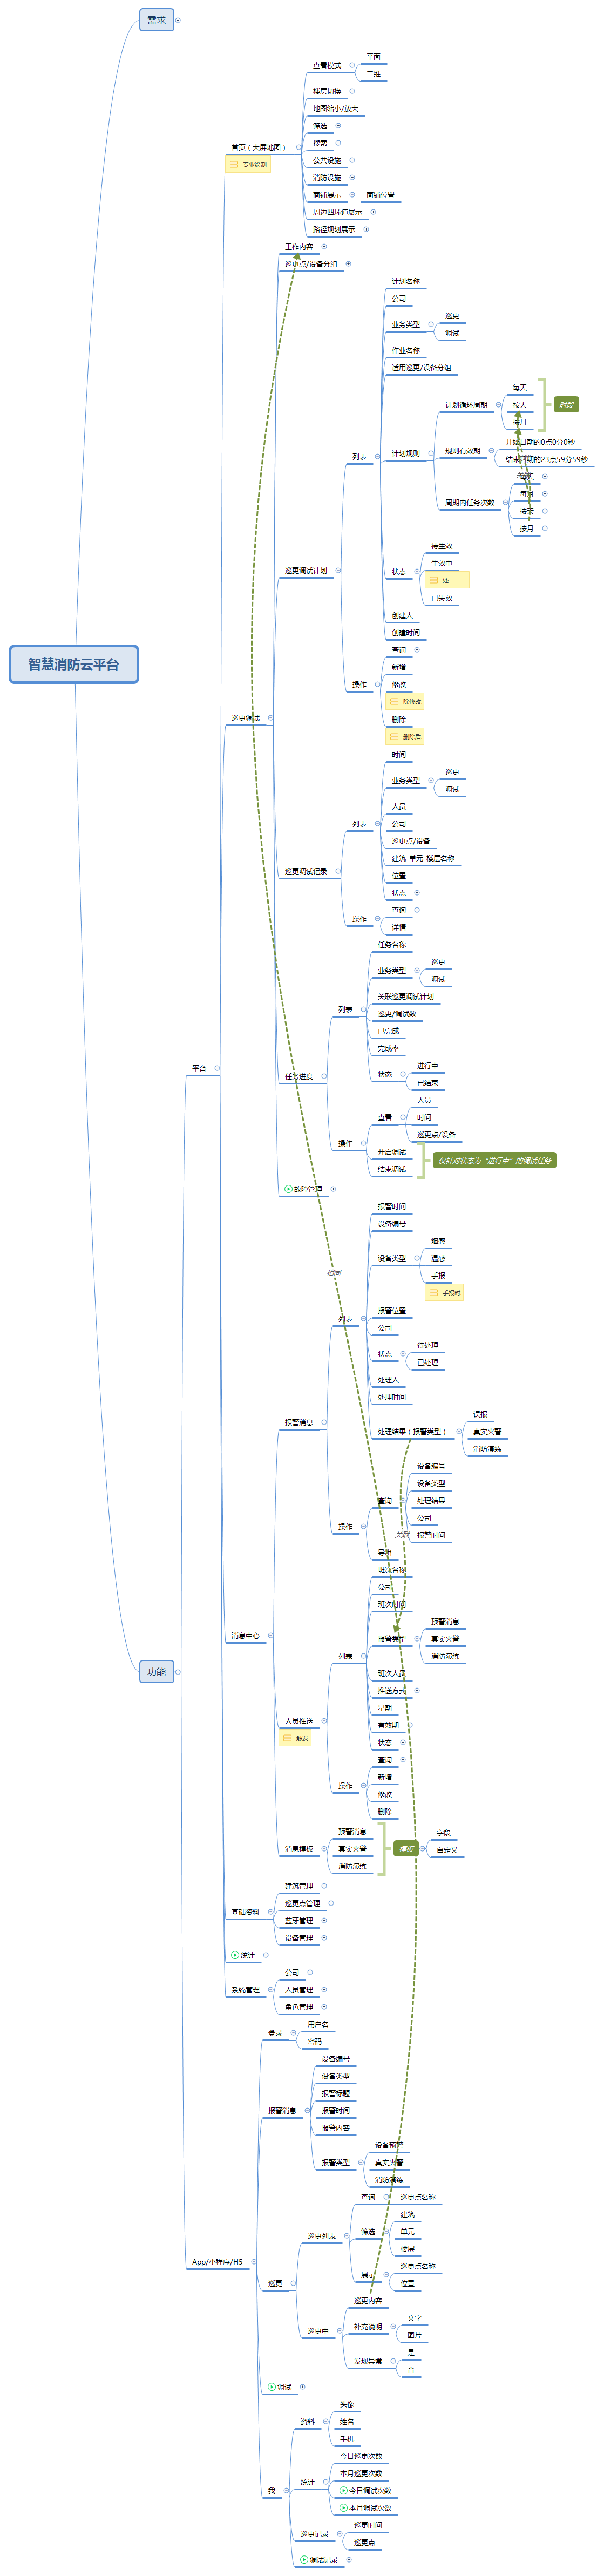 需求
智慧消防云平台
功能
平台
首页（大屏地图）
专业绘制
查看模式
平面
三维
楼层切换
地图缩小/放大
筛选
搜素
公共设施
消防设施
商铺展示
商铺位置
周边四环道展示
路径规划展示
巡更调试
工作内容
巡更点/设备分组
巡更调试计划
列表
计划名称
公司
业务类型
巡更
调试
作业名称
适用巡更/设备分组
计划规则
计划循环周期
每天
按天
按月
时段
规则有效期
开始日期的0点0分0秒
结束日期的23点59分59秒
周期内任务次数
每天
每月
按天
按月
状态
待生效
生效中
处...
已失效
创建人
创建时间
操作
查询
新增
修改
除修改
删除
删除后
巡更调试记录
列表
时间
业务类型
巡更
调试
人员
公司
巡更点/设备
建筑-单元-楼层名称
位置
状态
操作
查询
详情
任务进度
列表
任务名称
业务类型
巡更
调试
关联巡更调试计划
巡更/调试数
已完成
完成率
状态
进行中
已结束
操作
查看
人员
时间
巡更点/设备
开启调试
结束调试
仅针对状态为“进行中”的调试任务
故障管理
相同
消息中心
报警消息
列表
报警时间
设备编号
设备类型
烟感
温感
手报
手报时
报警位置
公司
状态
待处理
已处理
处理人
处理时间
处理结果（报警类型）
误报
真实火警
消防演练
操作
查询
设备编号
设备类型
处理结果
公司
报警时间
导出
关联
人员推送
触发
列表
班次名称
公司
班次时间
报警类型
预警消息
真实火警
消防演练
班次人员
推送方式
星期
有效期
状态
操作
查询
新增
修改
删除
消息模板
预警消息
真实火警
消防演练
模板
字段
自定义
基础资料
建筑管理
巡更点管理
蓝牙管理
设备管理
统计
系统管理
公司
人员管理
角色管理
App/小程序/H5
登录
用户名
密码
报警消息
设备编号
设备类型
报警标题
报警时间
报警内容
报警类型
设备预警
真实火警
消防演练
巡更
巡更列表
查询
巡更点名称
筛选
建筑
单元
楼层
展示
巡更点名称
位置
巡更中
巡更内容
补充说明
文字
图片
发现异常
是
否
调试
我
资料
头像
姓名
手机
统计
今日巡更次数
本月巡更次数
今日调试次数
本月调试次数
巡更记录
巡更时间
巡更点
调试记录